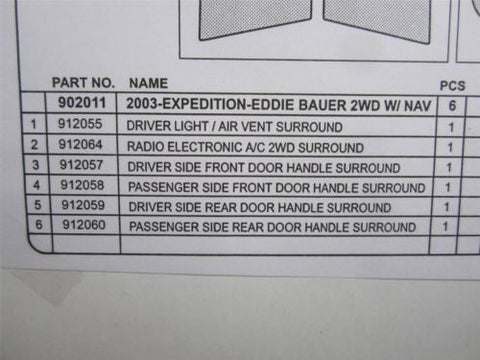 PART NO. NAME PCS
902011 2003-EXPEDITION-EDDIE BAUER 2WD W/ NAV 6
1 912055 DRIVER LIGHT / AIR VENT SURROUND 1
2 912064 RADIO ELECTRONIC A/C 2WD SURROUND 1
3 912057 DRIVER SIDE FRONT DOOR HANDLE SURROUND 1
4 912058 PASSENGER SIDE FRONT DOOR HANDLE SURROUND 1
5 912059 DRIVER SIDE REAR DOOR HANDLE SURROUND 1
6 912060 PASSENGER SIDE REAR DOOR HANDLE SURROUND 1